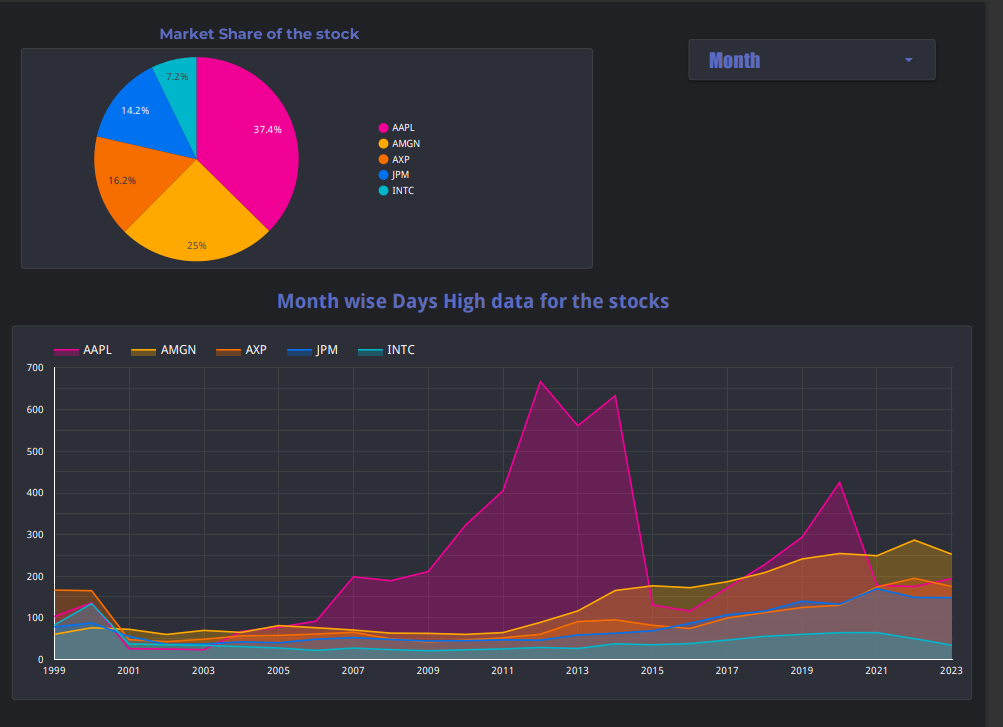 Market Share of the stock
Month
7.2%
14.2%
37.4%
16.2%
25%
AAPL
AMGN
AXP
JPM
INTC
Month wise Days High data for the stocks
AAPL AMGN AXP JPM INTC
700
600
500
400
300
200
100
0
1999 2001 2003 2005 2007 2009 2011 2013 2015 2017 2019 2021 2023